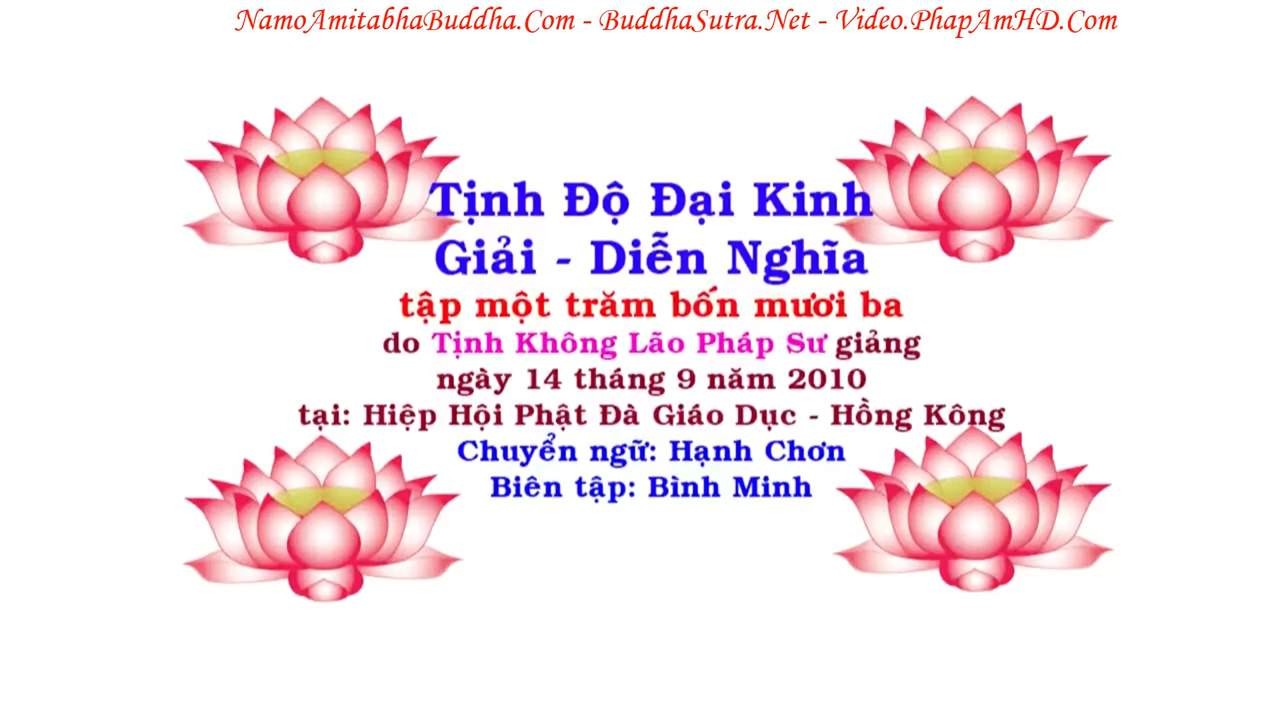 NamoAmitabhaBuddha.Com - BuddhaSutra.Net - Video.PhapAmHD.Com
Tịnh Độ Đại Kinh
Giải - Diễn Nghĩa
tập một trăm bốn mươi ba
do Tịnh Không Lão Pháp Sư giảng
ngày 14 tháng 9 năm 2010
tại: Hiệp Hội Phật Đà Giáo Dục - Hồng Kông
Chuyển ngữ: Hạnh Chơn
Biên tập: Bình Minh